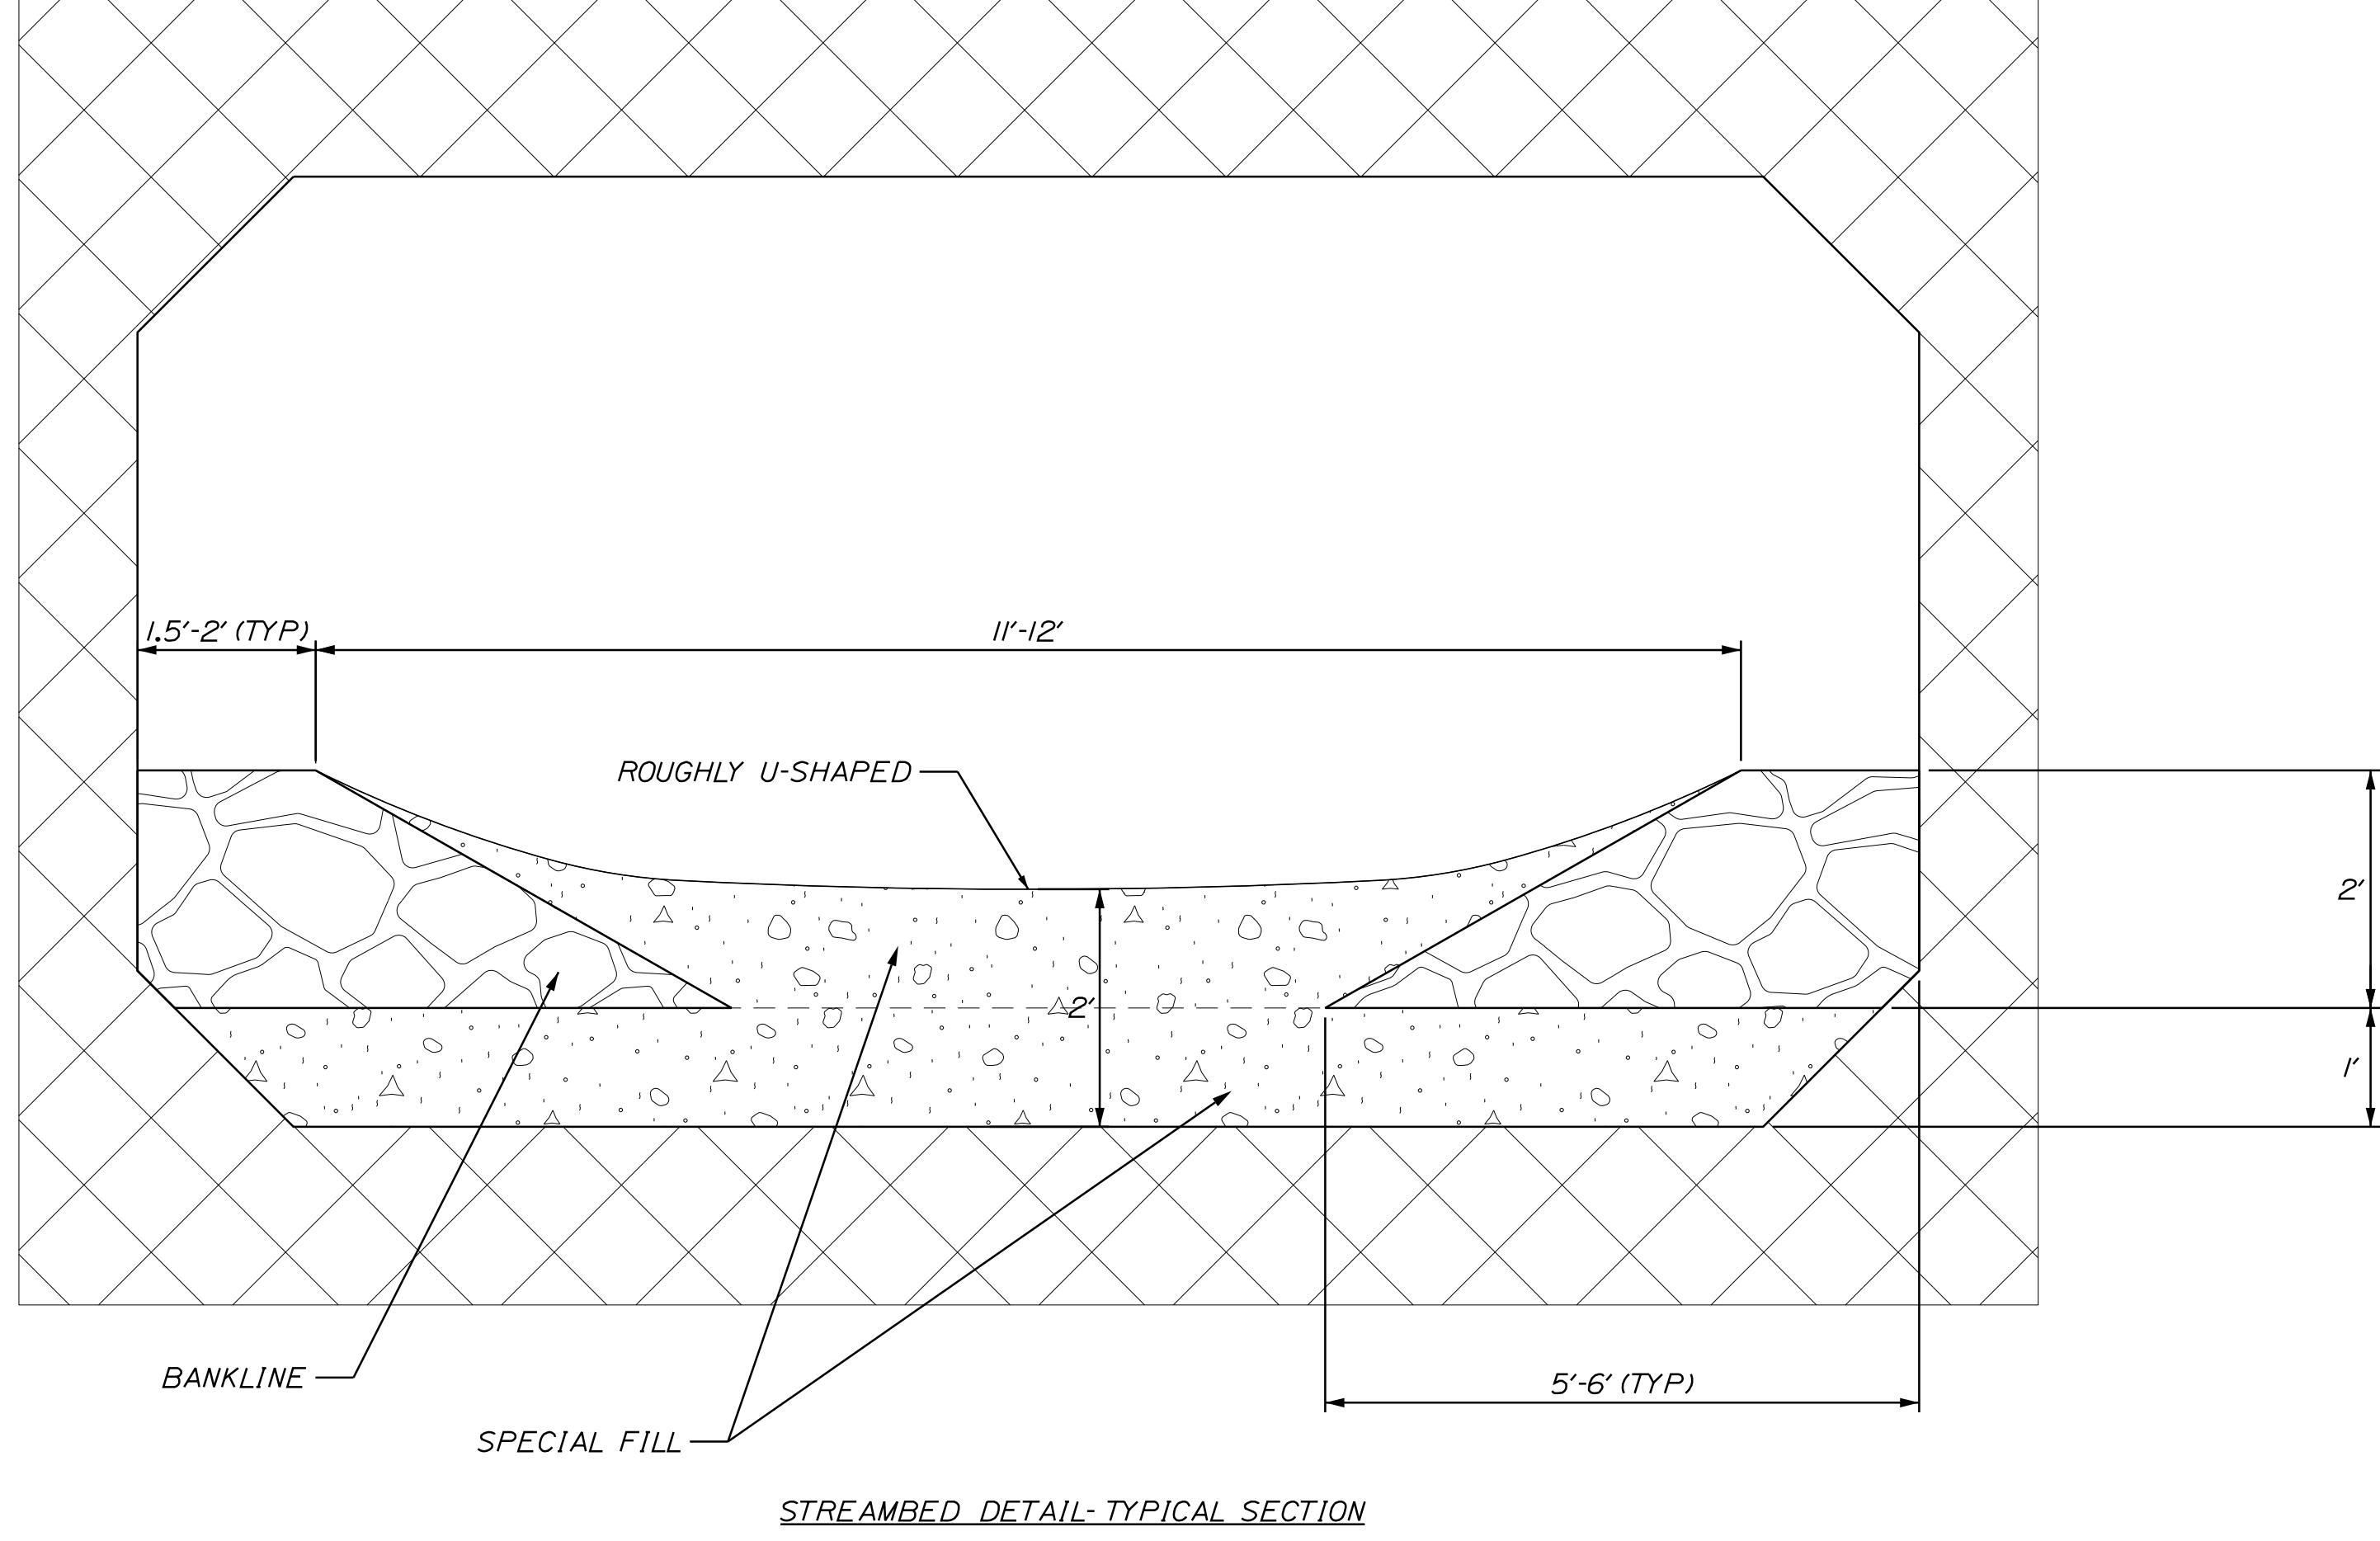 1.5'-2' (TYP)
11'-12'
ROUGHLY U-SHAPED
2'
2'
1'
BANKLINE
5'-6' (TYP)
SPECIAL FILL
STREAMBED DETAIL-TYPICAL SECTION